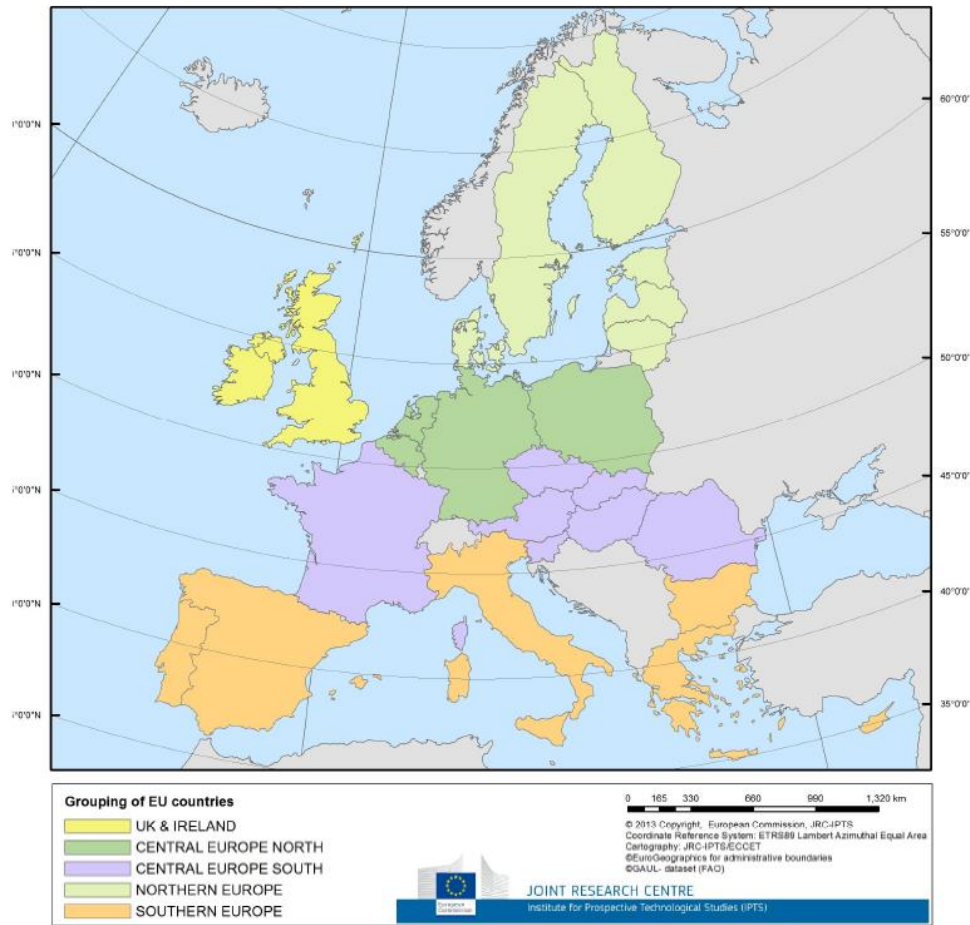 60°0'0"
55°0'0"
50°0'0"
45°0'0"
40°0'0"
35°0'0"
Grouping of EU countries
UK & IRELAND
CENTRAL EUROPE NORTH
CENTRAL EUROPE SOUTH
NORTHERN EUROPE
SOUTHERN EUROPE
0 165 330 660 990 1,320 km
© 2013 Copyright, European Commission, JRC-IPTS
Coordinate Reference System: ETRS89 Lambert Azimuthal Equal Area
Cartography: JRC-IPTS/ECCET
©EuroGeographics for administrative boundaries
©GAUL- dataset (FAO)
European
Commission
JOINT RESEARCH CENTRE
Institute for Prospective Technological Studies (IPTS)